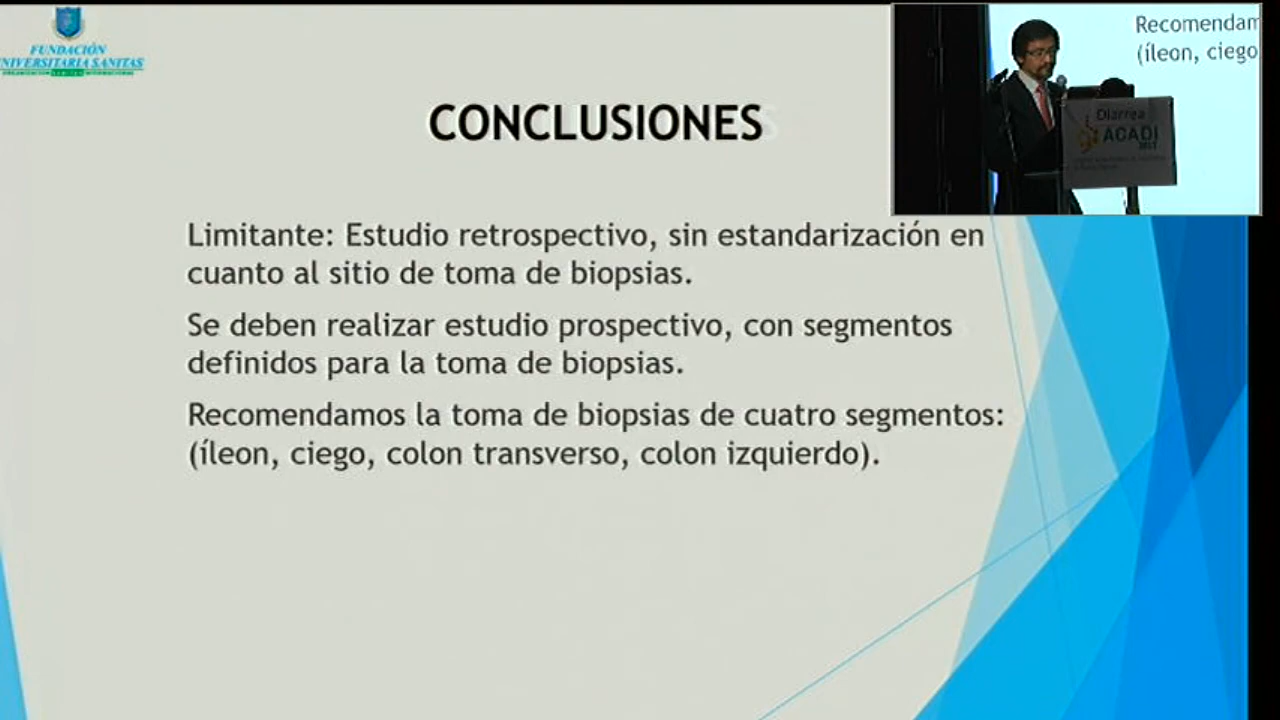 FUNDACIÓN
UNIVERSITARIA SANITAS
CONCLUSIONES
Limitante: Estudio retrospectivo, sin estandarización en
cuanto al sitio de toma de biopsias.
Se deben realizar estudio prospectivo, con segmentos
definidos para la toma de biopsias.
Recomendamos la toma de biopsias de cuatro segmentos:
(íleon, ciego, colon transverso, colon izquierdo).
Recomendam
(íleon, ciego
Diarrea
ACADI